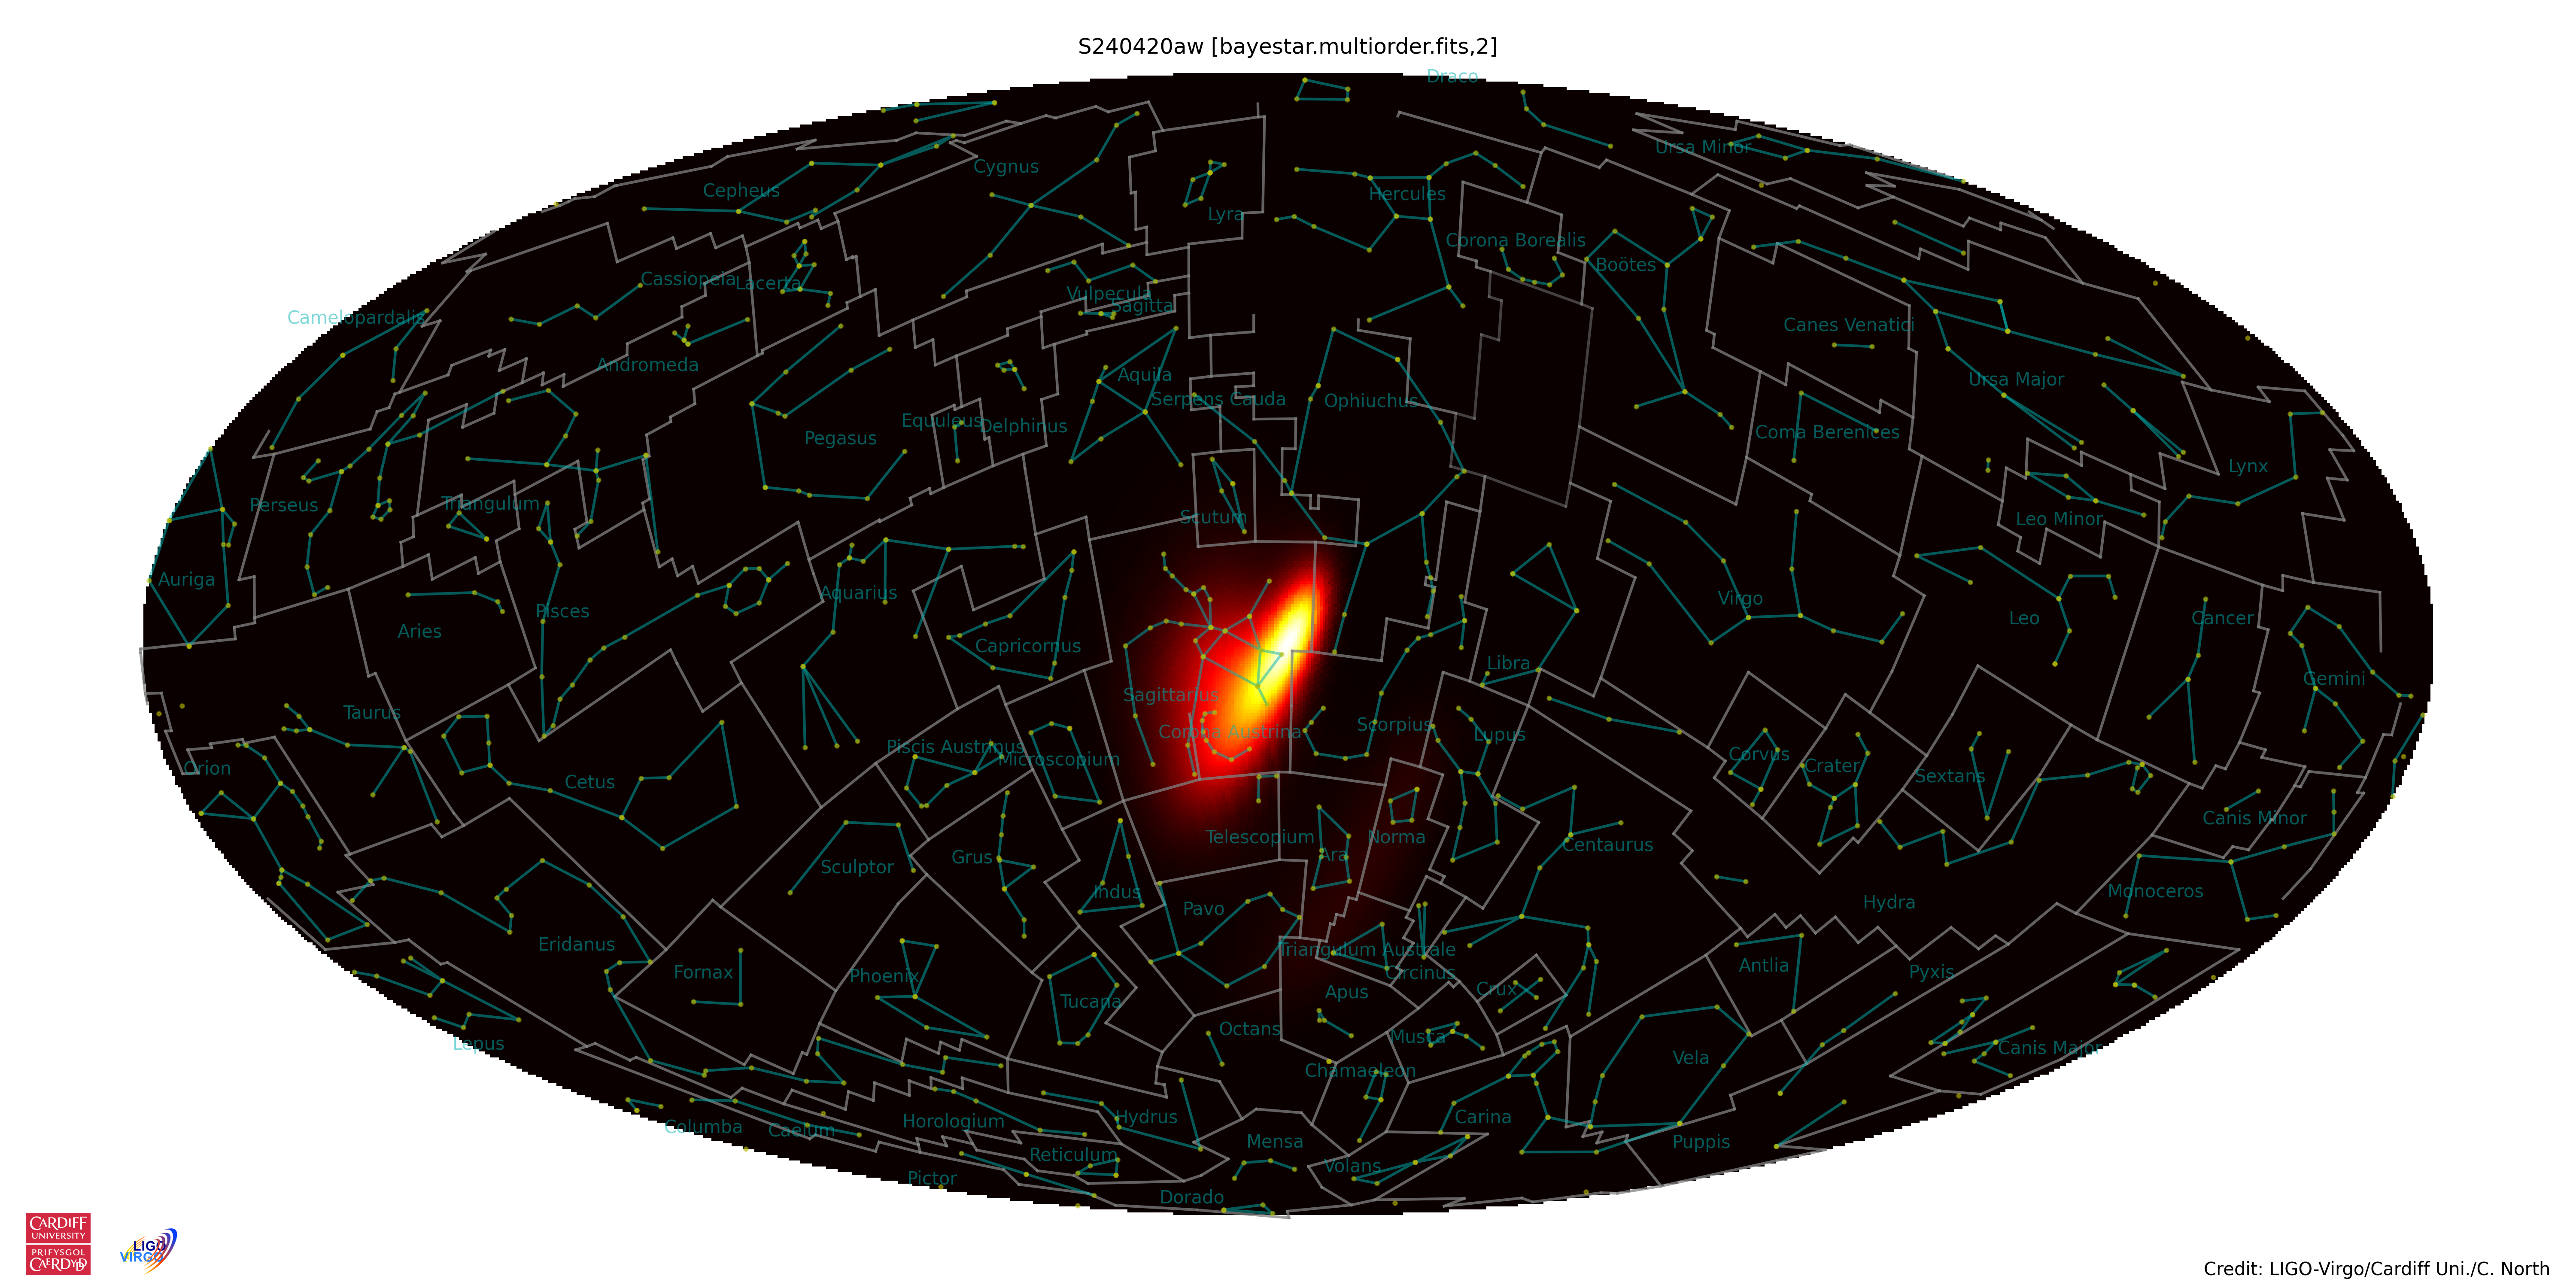 S240420aw [bayestar.multiorder.fits,2]
Draco
Ursa Minor
Cygnus
Cepheus
Hercules
Lyra
Corona Borealis
Boötes
Cassiopeia
Lacerta
Vulpecula
Sagitta
Camelopardalis
Canes Venatici
Andromeda
Aquila
Ursa Major
Serpens Cauda
Ophiuchus
Equuleus
Delphinus
Pegasus
Coma Berenices
Lynx
Perseus
Triangulum
Scutum
Leo Minor
Auriga
Aquarius
Virgo
Pisces
Aries
Leo
Cancer
Capricornus
Libra
Gemini
Sagittarius
Taurus
Scorpius
Corona Austrina
Lupus
Piscis Austrinus
Microscopium
Corvus
Crater
Sextans
Orion
Cetus
Canis Minor
Telescopium
Norma
Ara
Centaurus
Grus
Sculptor
Indus
Monoceros
Pavo
Hydra
Eridanus
Triangulum Australe
Fornax
Phoenix
Circinus
Antlia
Pyxis
Apus
Crux
Tucana
Octans
Musca
Lepus
Canis Major
Vela
Chamaeleon
Hydrus
Carina
Horologium
Columba
Caelum
Mensa
Puppis
Reticulum
Volans
Pictor
Dorado
CARDIFF
UNIVERSITY
PRIFYSGOL
CAERDYD
LIGO
VIRGO
Credit: LIGO-Virgo/Cardiff Uni./C. North